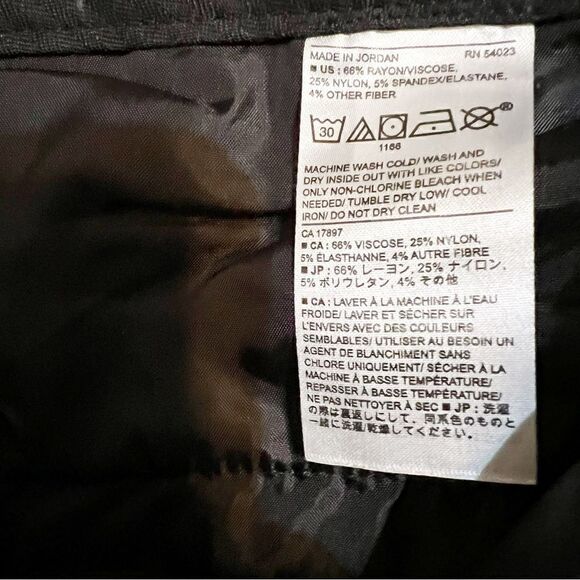 MADE IN JORDAN RN 54023
■ US : 66% RAYON/VISCOSE,
25% NYLON, 5% SPANDEX/ELASTANE,
4% OTHER FIBER
30 ®
1166
MACHINE WASH COLD/ WASH AND
DRY INSIDE OUT WITH LIKE COLORS/
ONLY NON-CHLORINE BLEACH WHEN
NEEDED/ TUMBLE DRY LOW/ COOL
IRON/ DO NOT DRY CLEAN
CA 17897
■ CA : 66% VISCOSE, 25% NYLON,
5% ÉLASTHANNE, 4% AUTRE FIBRE
■ JP : 66% レーヨン, 25% ナイロン,
5% ポリウレタン, 4% その他
■ CA : LAVER À LA MACHINE À L'EAU
FROIDE/ LAVER ET SÉCHER SUR
L'ENVERS AVEC DES COULEURS
SEMBLABLES/ UTILISER AU BESOIN UN
AGENT DE BLANCHIMENT SANS
CHLORE UNIQUEMENT/ SÉCHER À LA
MACHINE À BASSE TEMPÉRATURE/
REPASSER À BASSE TEMPÉRATURE/
NE PAS NETTOYER À SEC ■ JP : 洗濯
の際は裏返しにして、同系色のものと
一緒に洗濯/乾燥してください。